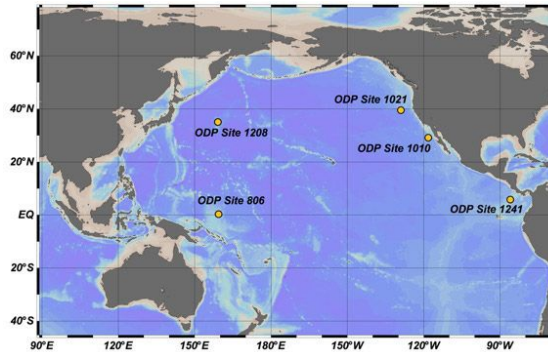 60°N
40°N
20°N
EQ
20°S
40°S
ODP Site 1021
ODP Site 1208
ODP Site 1010
ODP Site 806
ODP Site 1241
90°E 120°E 150°E 180°E 150°W 120°W 90°W